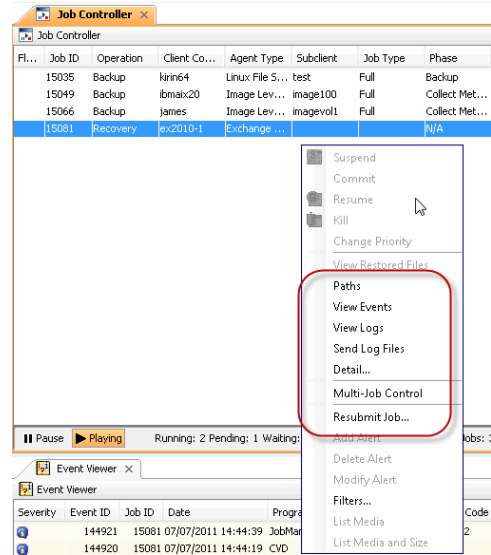 Job Controller ×
Job Controller
Fl... Job ID Operation Client Co... Agent Type Subclient Job Type Phase
15035 Backup kirin64 Linux File S... test Full Backup
15049 Backup ibmaix20 Image Lev... image100 Full Collect Met...
15066 Backup james Image Lev... imagevol1 Full Collect Met...
15081 Recovery ex2010-1 Exchange ... N/A
Suspend
Commit
Resume
Kill
Change Priority
View Restored Files
Paths
View Events
View Logs
Send Log Files
Detail...
Multi-Job Control
Resubmit Job...
Add Alert
Delete Alert
Modify Alert
Filters...
List Media
List Media and Size
Pause Playing Running: 2 Pending: 1 Waiting: Jobs:
Event Viewer ×
Event Viewer
Severity Event ID Job ID Date Progra Code
144921 15081 07/07/2011 14:44:39 JobMar 2
144920 15081 07/07/2011 14:44:19 CVD